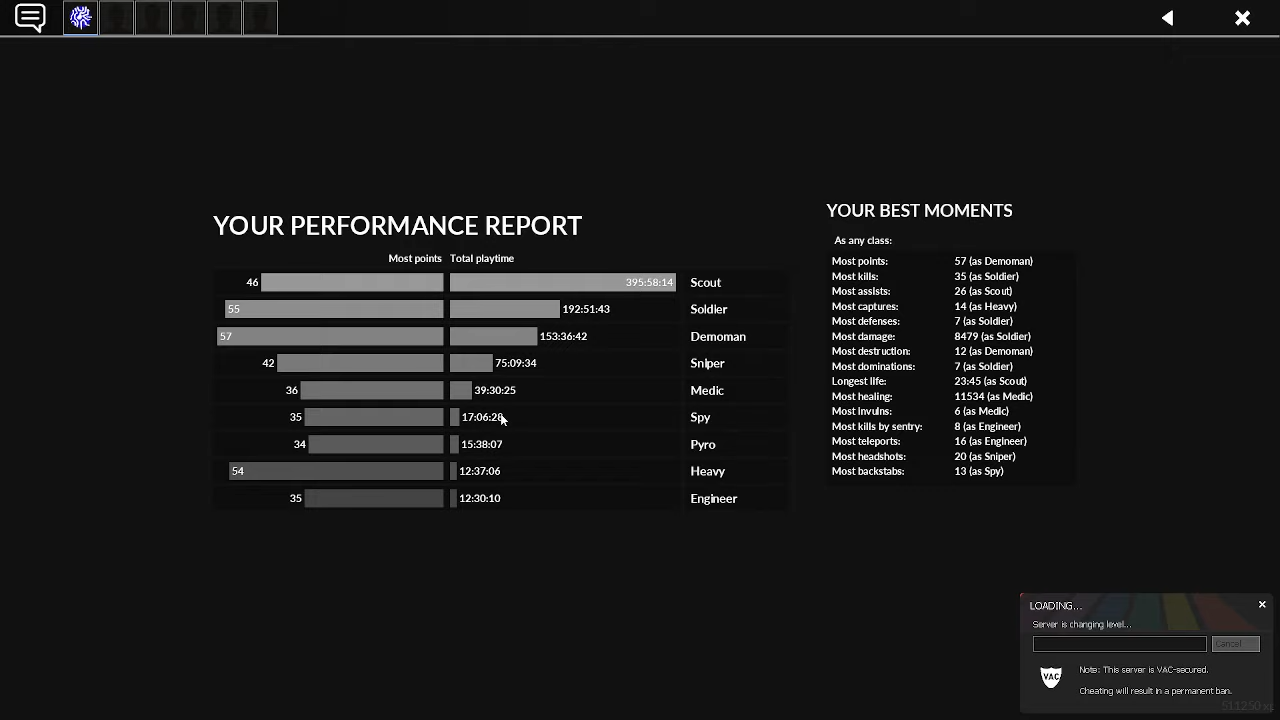 YOUR PERFORMANCE REPORT
Most points Total playtime
46 395:58:14 Scout
55 192:51:43 Soldier
57 153:36:42 Demoman
42 75:09:34 Sniper
36 39:30:25 Medic
35 17:06:28 Spy
34 15:38:07 Pyro
54 12:37:06 Heavy
35 12:30:10 Engineer
YOUR BEST MOMENTS
As any class:
Most points: 57 (as Demoman)
Most kills: 35 (as Soldier)
Most assists: 26 (as Scout)
Most captures: 14 (as Heavy)
Most defenses: 7 (as Soldier)
Most damage: 8479 (as Soldier)
Most destruction: 12 (as Demoman)
Most dominations: 7 (as Soldier)
Longest life: 23:45 (as Scout)
Most healing: 11534 (as Medic)
Most invulns: 6 (as Medic)
Most kills by sentry: 8 (as Engineer)
Most teleports: 16 (as Engineer)
Most headshots: 20 (as Sniper)
Most backstabs: 13 (as Spy)
LOADING...
Server is changing level...
Cancel
VAC
Note: This server is VAC-secured.
Cheating will result in a permanent ban.
511250 xp